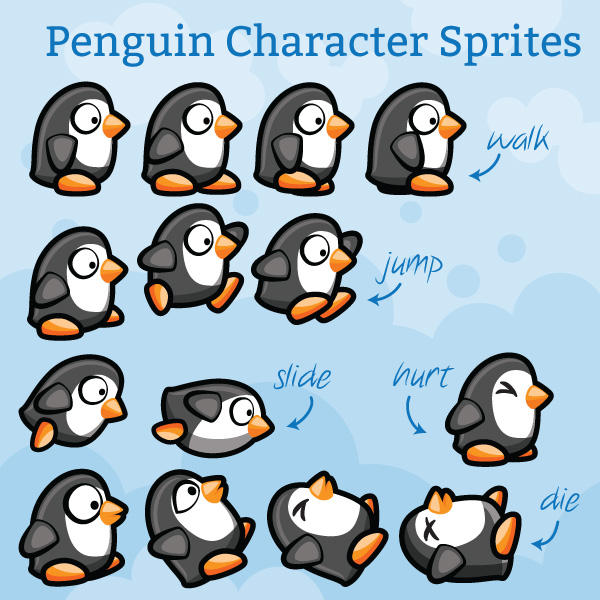 Penguin Character Sprites
walk
jump
slide
hurt
die